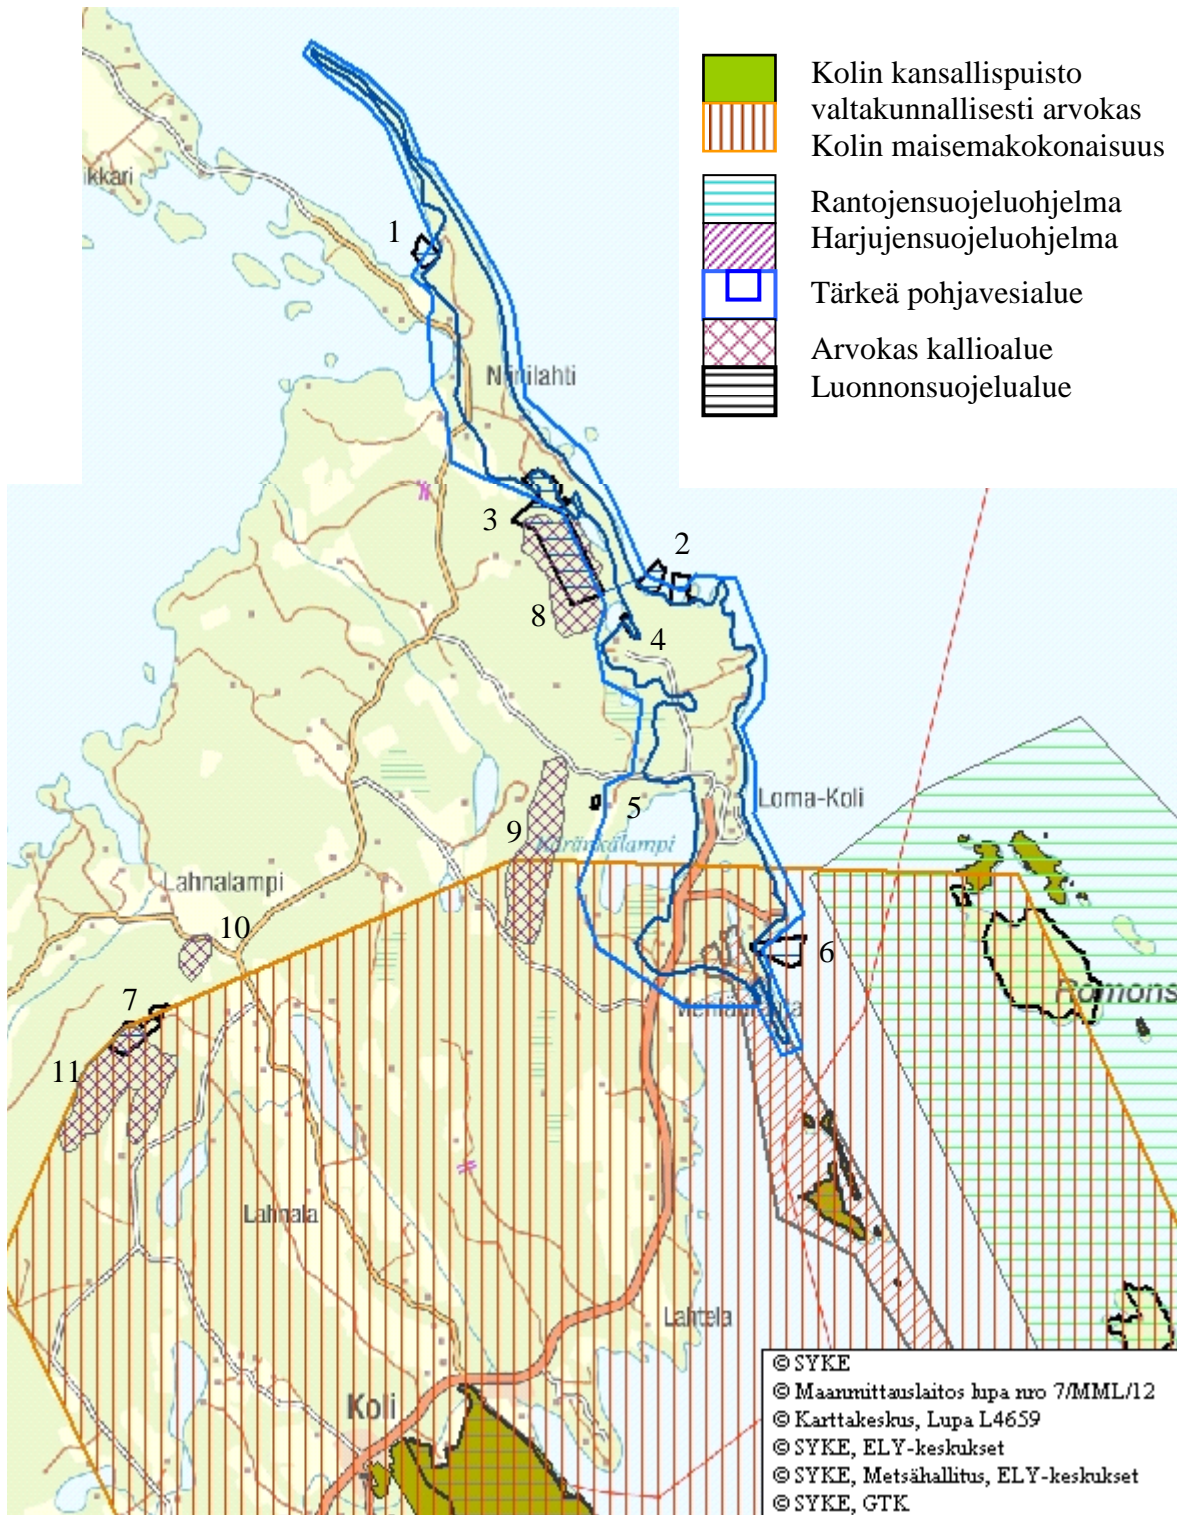 Kolin kansallispuisto
valtakunnallisesti arvokas
Kolin maisemakokonaisuus
Rantojensuojeluohjelma
Harjujensuojeluohjelma
Tärkeä pohjavesialue
Arvokas kallioalue
Luonnonsuojelualue
ikkari
1
Niinilahti
3
2
8
4
5
Loma-Koli
9
Lahnalampi
10
6
7
11
Lahnala
Lahtela
Koli
© SYKE
© Maanmittauslaitos lupa nro 7/MML/12
© Karttakeskus, Lupa L4659
© SYKE, ELY-keskukset
© SYKE, Metsähallitus, ELY-keskukset
© SYKE, GTK